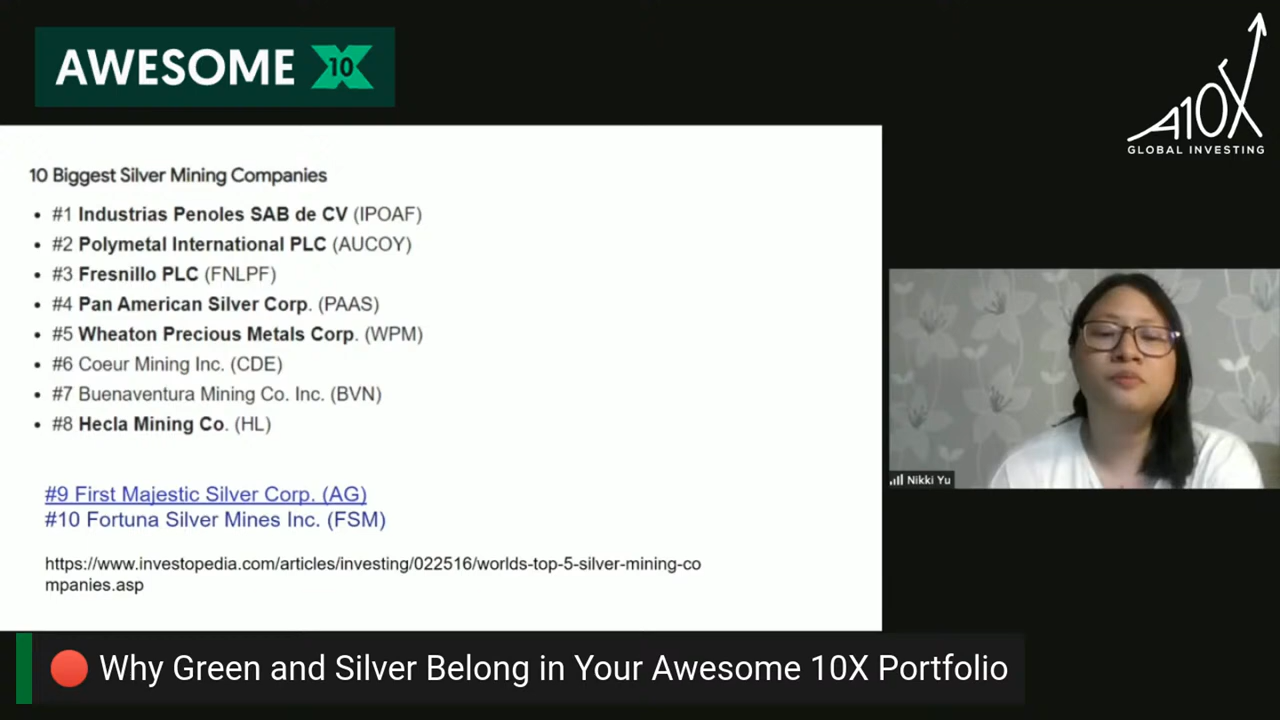 AWESOME 10X
A10X
GLOBAL INVESTING
10 Biggest Silver Mining Companies
• #1 Industrias Penoles SAB de CV (IPOAF)
• #2 Polymetal International PLC (AUCOY)
• #3 Fresnillo PLC (FNLPF)
• #4 Pan American Silver Corp. (PAAS)
• #5 Wheaton Precious Metals Corp. (WPM)
• #6 Coeur Mining Inc. (CDE)
• #7 Buenaventura Mining Co. Inc. (BVN)
• #8 Hecla Mining Co. (HL)
#9 First Majestic Silver Corp. (AG)
#10 Fortuna Silver Mines Inc. (FSM)
https://www.investopedia.com/articles/investing/022516/worlds-top-5-silver-mining-co
mpanies.asp
Nikki Yu
Why Green and Silver Belong in Your Awesome 10X Portfolio